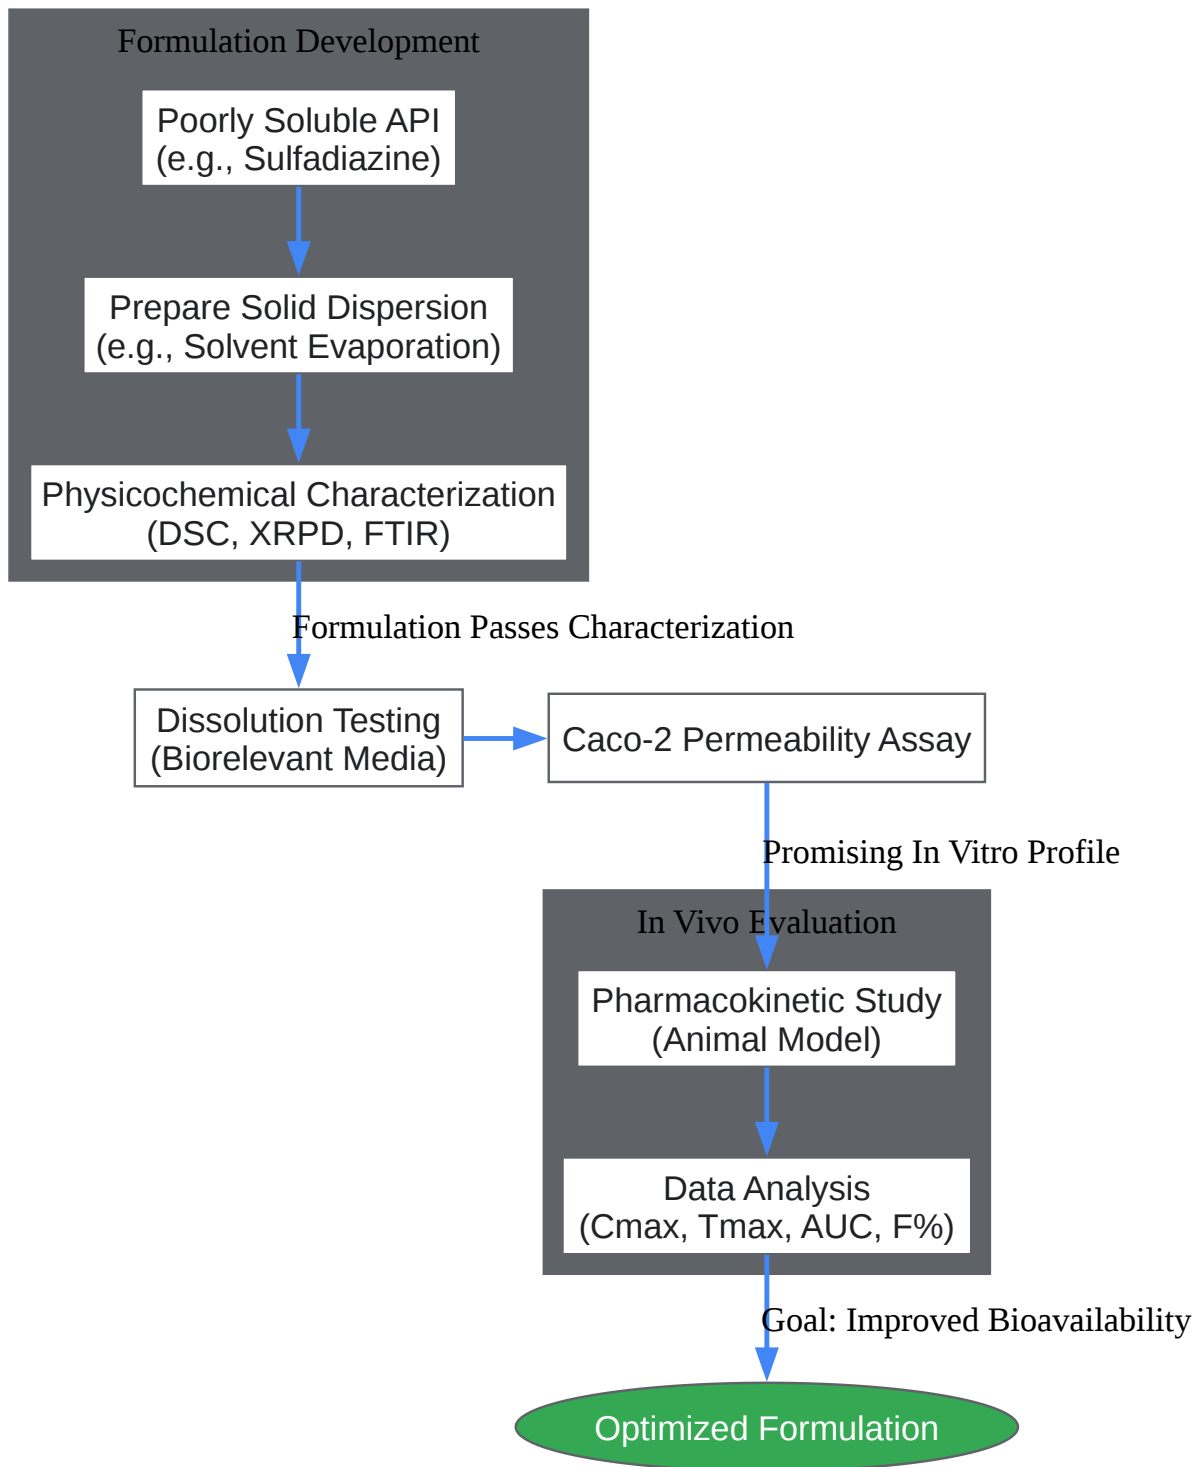 Formulation Development
Poorly Soluble API
(e.g., Sulfadiazine)
Prepare Solid Dispersion
(e.g., Solvent Evaporation)
Physicochemical Characterization
(DSC, XRPD, FTIR)
Formulation Passes Characterization
Dissolution Testing
(Biorelevant Media)
Caco-2 Permeability Assay
Promising In Vitro Profile
In Vivo Evaluation
Pharmacokinetic Study
(Animal Model)
Data Analysis
(Cmax, Tmax, AUC, F%)
Goal: Improved Bioavailability
Optimized Formulation